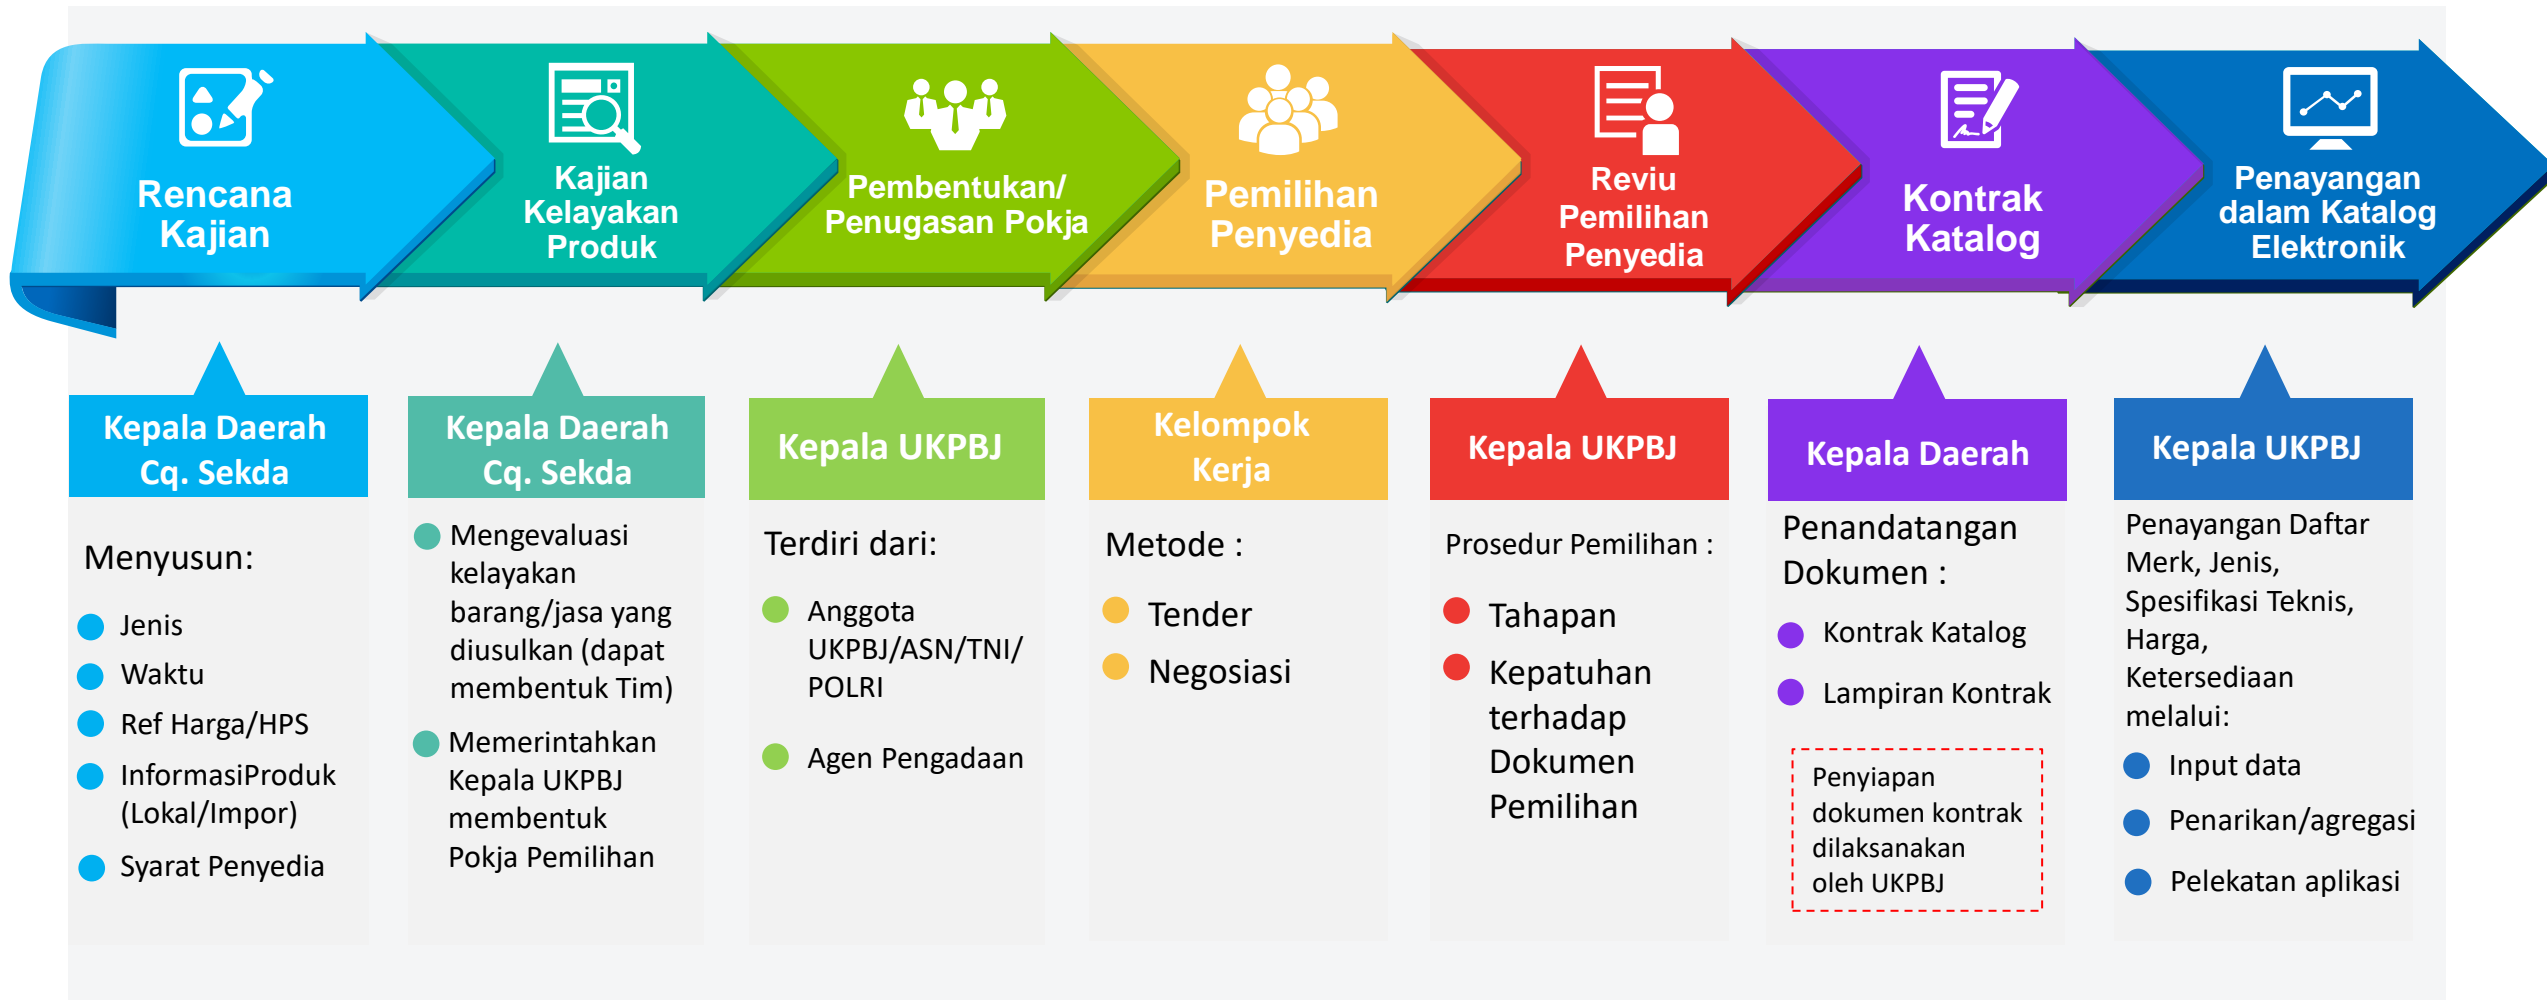 Rencana
Kajian
Kajian
Kelayakan
Produk
Pembentukan/
Penugasan Pokja
Pemilihan
Penyedia
Reviu
Pemilihan
Penyedia
Kontrak
Katalog
Penayangan
dalam Katalog
Elektronik
Kepala Daerah
Cq. Sekda
Menyusun:
Jenis
Waktu
Ref Harga/HPS
InformasiProduk
(Lokal/Impor)
Syarat Penyedia
Kepala Daerah
Cq. Sekda
Mengevaluasi
kelayakan
barang/jasa yang
diusulkan (dapat
membentuk Tim)
Memerintahkan
Kepala UKPBJ
membentuk
Pokja Pemilihan
Kepala UKPBJ
Terdiri dari:
Anggota
UKPBJ/ASN/TNI/
POLRI
Agen Pengadaan
Kelompok
Kerja
Metode :
Tender
Negosiasi
Kepala UKPBJ
Prosedur Pemilihan :
Tahapan
Kepatuhan
terhadap
Dokumen
Pemilihan
Kepala Daerah
Penandatangan
Dokumen :
Kontrak Katalog
Lampiran Kontrak
Penyiapan
dokumen kontrak
dilaksanakan
oleh UKPBJ
Kepala UKPBJ
Penayangan Daftar
Merk, Jenis,
Spesifikasi Teknis,
Harga,
Ketersediaan
melalui:
Input data
Penarikan/agregasi
Pelekatan aplikasi